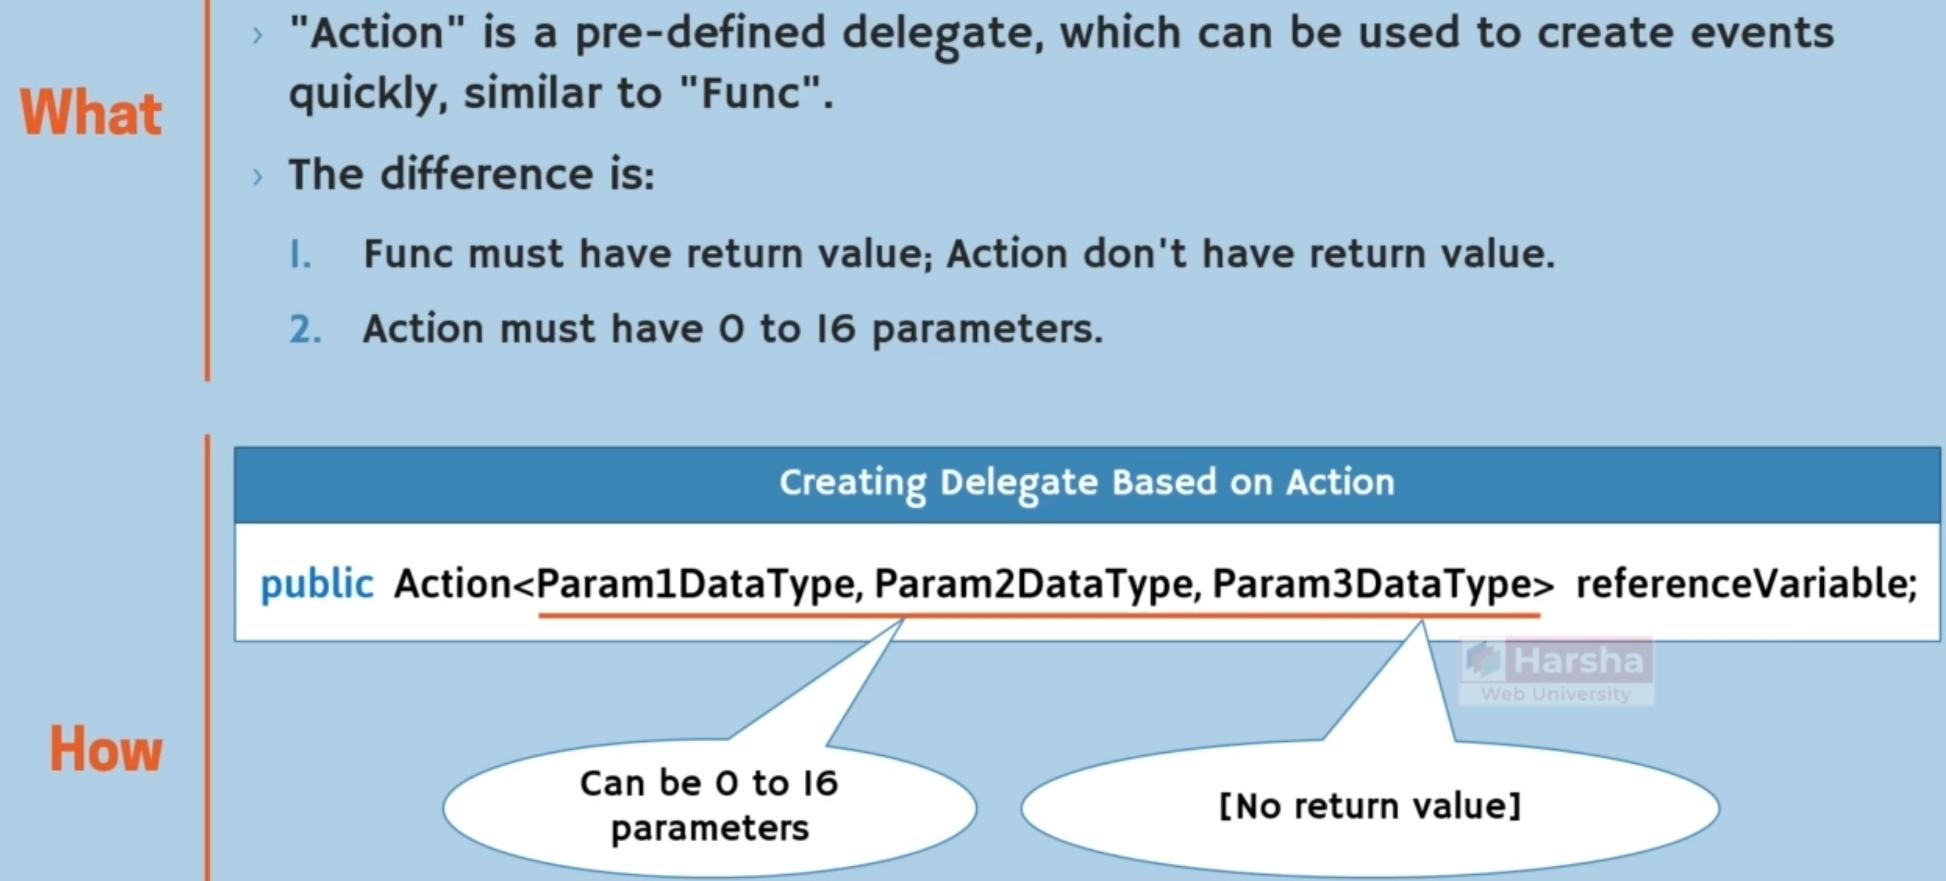 What
› "Action" is a pre-defined delegate, which can be used to create events
quickly, similar to "Func".
› The difference is:
1. Func must have return value; Action don't have return value.
2. Action must have 0 to 16 parameters.
How
Creating Delegate Based on Action
public Action<Param1DataType, Param2DataType, Param3DataType> referenceVariable;
Harsha
Web University
Can be 0 to 16
parameters
[No return value]